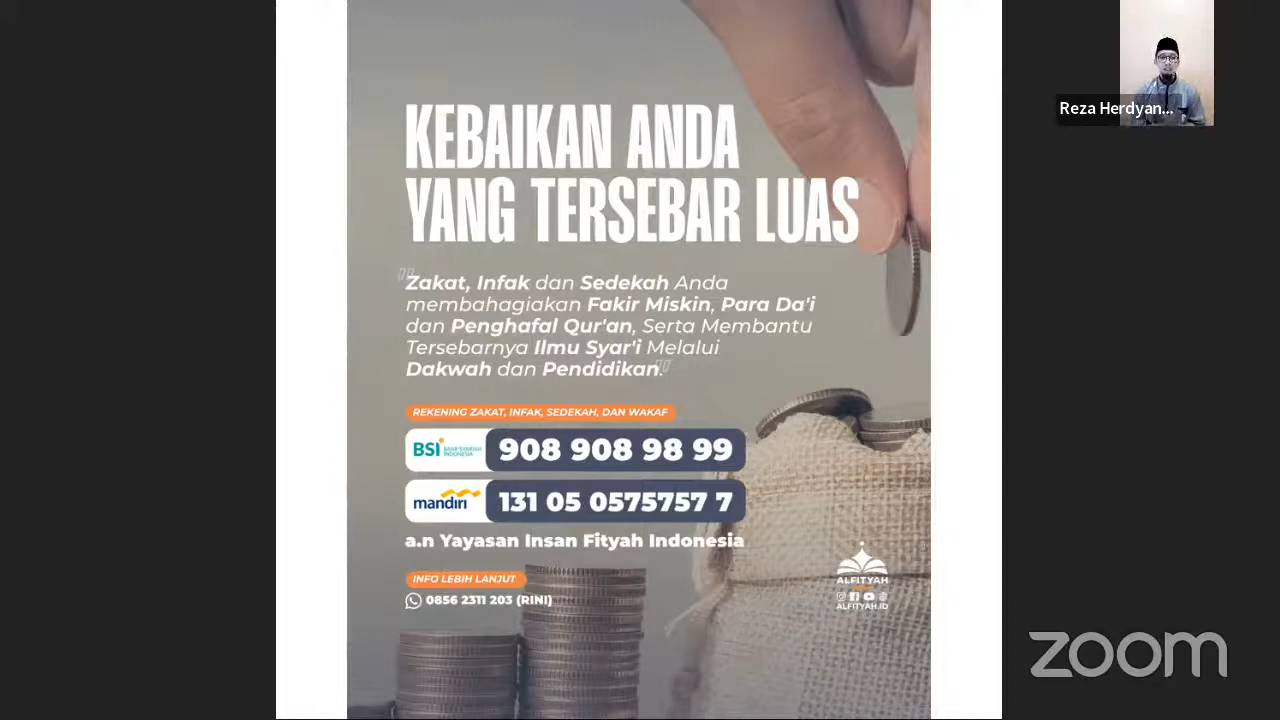 KEBAIKAN ANDA
YANG TERSEBAR LUAS
"Zakat, Infak dan Sedekah Anda
membahagiakan Fakir Miskin, Para Da'i
dan Penghafal Qur'an, Serta Membantu
Tersebarnya Ilmu Syar'i Melalui
Dakwah dan Pendidikan."
REKENING ZAKAT, INFAK, SEDEKAH, DAN WAKAF
BSI BANK SYARIAH INDONESIA 908 908 98 99
mandiri 131 05 0575757 7
a.n Yayasan Insan Fityah Indonesia
INFO LEBIH LANJUT
0856 2311 203 (RINI)
ALFITYAH
ALFITYAH.ID
Reza Herdyan...
zoom